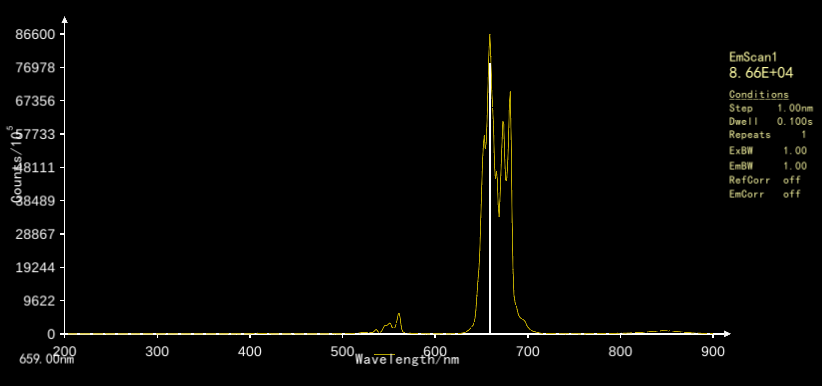 86600
76978
67356
57733
48111
38489
28867
19244
9622
0
Counts/10^5
200 300 400 500 600 700 800 900
659.00nm
Wavelength/nm
EmScan1
8.66E+04
Conditions
Step 1.00nm
Dwell 0.100s
Repeats 1
ExBW 1.00
EmBW 1.00
RefCorr off
EmCorr off